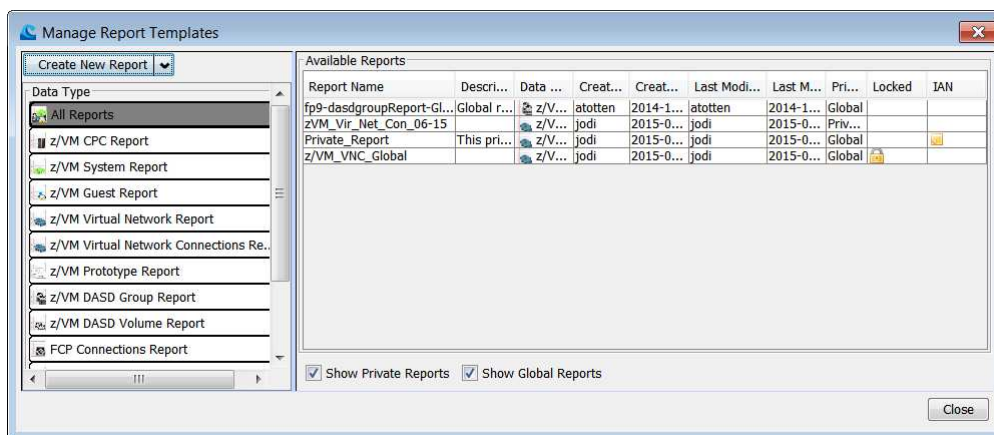 Manage Report Templates
Create New Report
Data Type
All Reports
z/VM CPC Report
z/VM System Report
z/VM Guest Report
z/VM Virtual Network Report
z/VM Virtual Network Connections Re..
z/VM Prototype Report
z/VM DASD Group Report
z/VM DASD Volume Report
FCP Connections Report
Available Reports
Report Name Descri... Data ... Creat... Creat... Last Modi... Last M... Pri... Locked IAN
fp9-dasdgroupReport-Gl... Global r... z/V... atotten 2014-1... atotten 2014-1... Global
zVM_Vir_Net_Con_06-15 z/V... jodi 2015-0... jodi 2015-0... Priv...
Private_Report This pri... z/V... jodi 2015-0... jodi 2015-0... Global
z/VM_VNC_Global z/V... jodi 2015-0... jodi 2015-0... Global
Show Private Reports Show Global Reports
Close